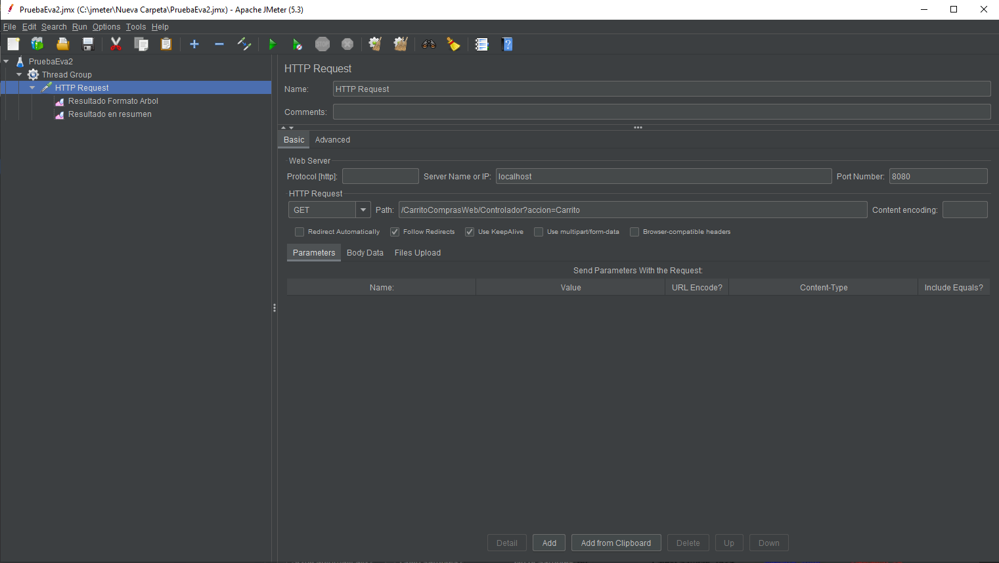 PruebaEva2.jmx (C:\jmeter\Nueva Carpeta\PruebaEva2.jmx) - Apache JMeter (5.3)
File Edit Search Run Options Tools Help
STOP
PruebaEva2
Thread Group
HTTP Request
Resultado Formato Arbol
Resultado en resumen
HTTP Request
Name: HTTP Request
Comments:
Basic Advanced
Web Server
Protocol [http]: Server Name or IP: localhost Port Number: 8080
HTTP Request
GET Path: /CarritoComprasWeb/Controlador?accion=Carrito Content encoding:
Redirect Automatically Follow Redirects Use KeepAlive Use multipart/form-data Browser-compatible headers
Parameters Body Data Files Upload
Send Parameters With the Request:
Name: Value URL Encode? Content-Type Include Equals?
Detail Add Add from Clipboard Delete Up Down